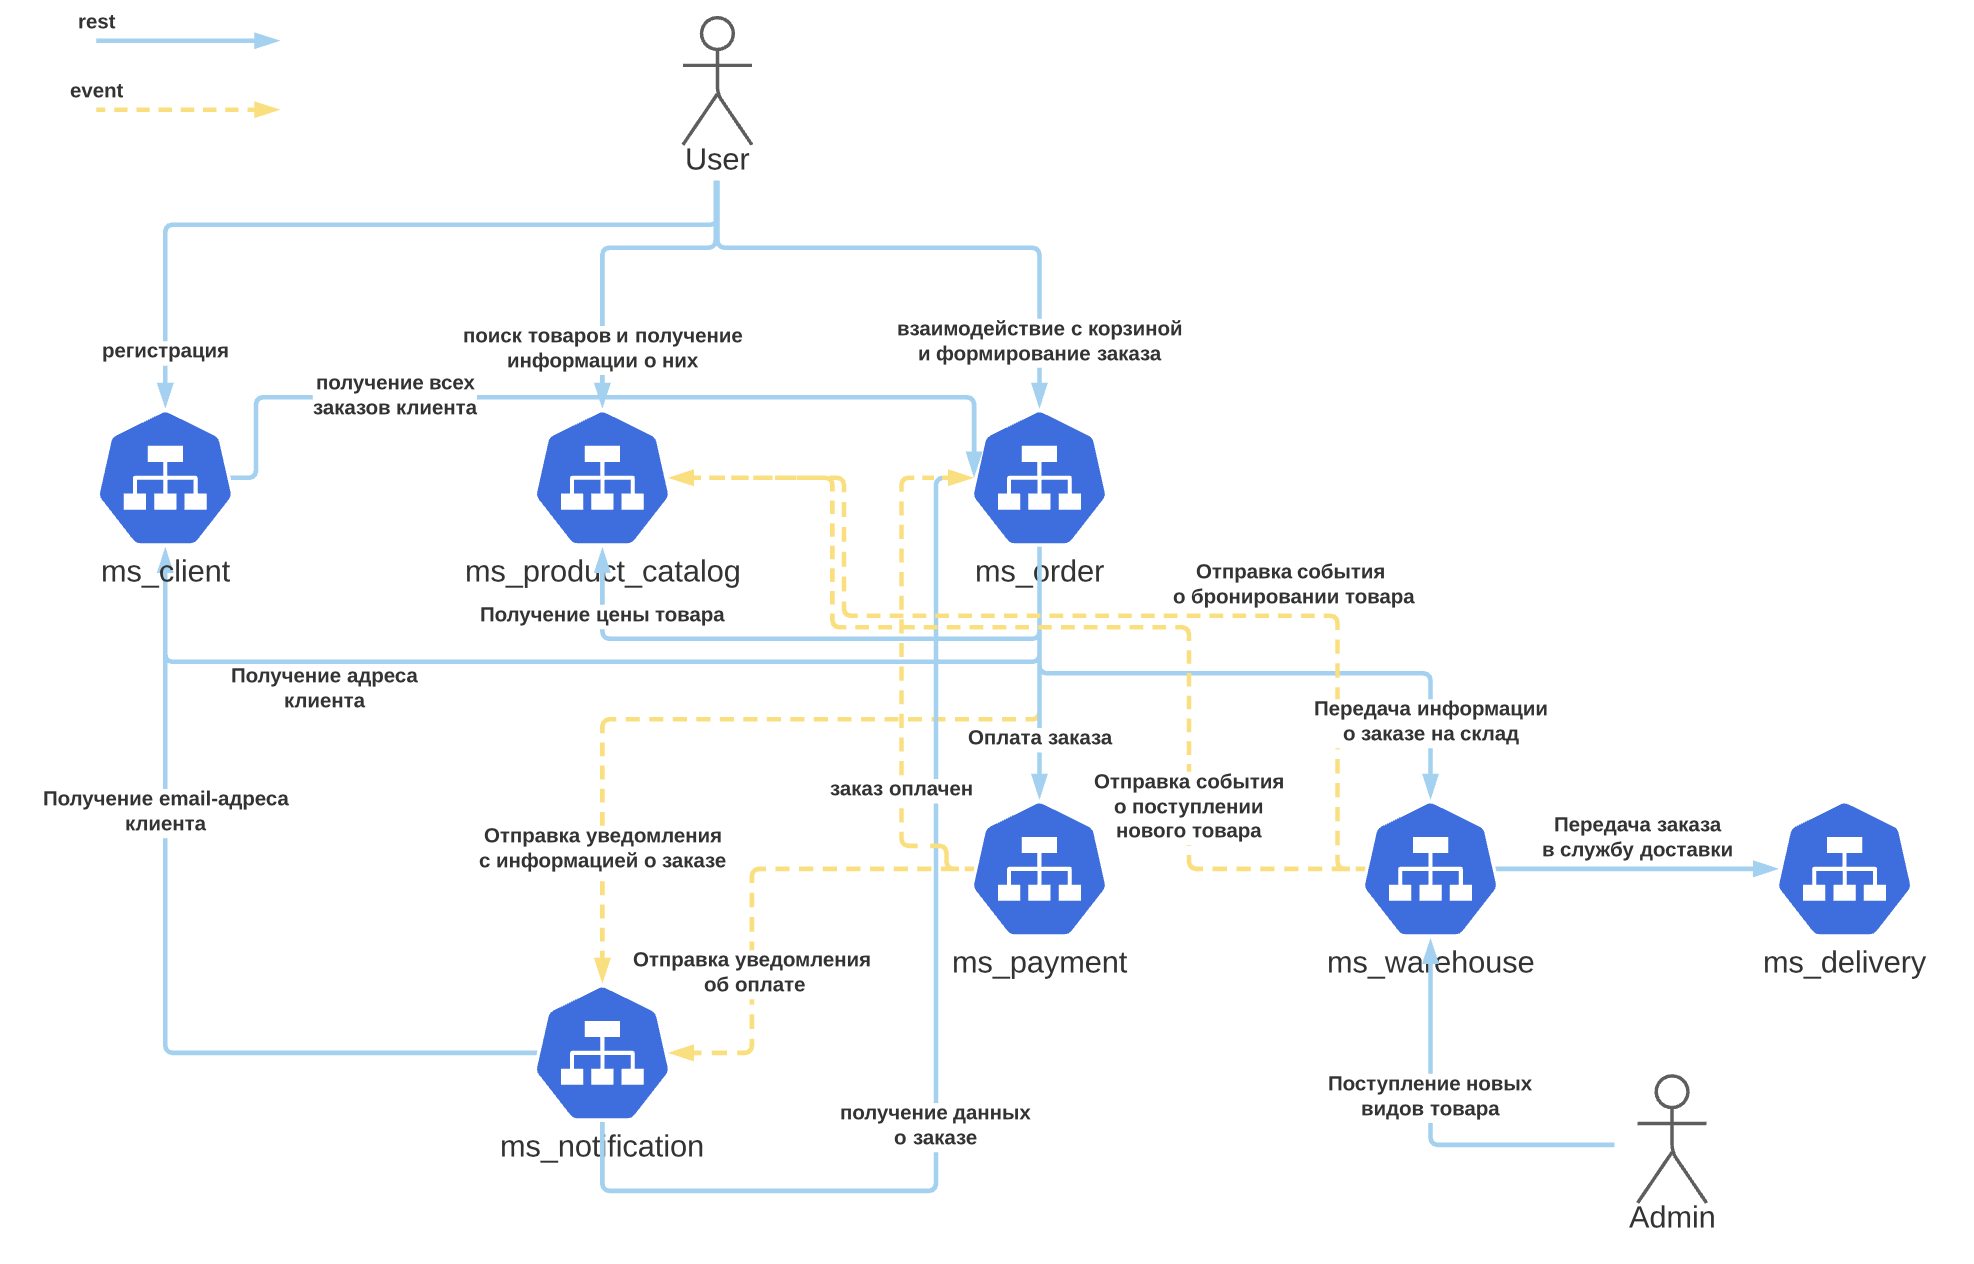 rest
event
User
регистрация
поиск товаров и получение
информации о них
взаимодействие с корзиной
и формирование заказа
получение всех
заказов клиента
ms_client
ms_product_catalog
ms_order
Отправка события
о бронировании товара
Получение цены товара
Получение адреса
клиента
Передача информации
о заказе на склад
Оплата заказа
заказ оплачен
Отправка события
о поступлении
нового товара
Получение email-адреса
клиента
Отправка уведомления
с информацией о заказе
Передача заказа
в службу доставки
ms_payment
ms_warehouse
ms_delivery
Отправка уведомления
об оплате
ms_notification
получение данных
о заказе
Поступление новых
видов товара
Admin